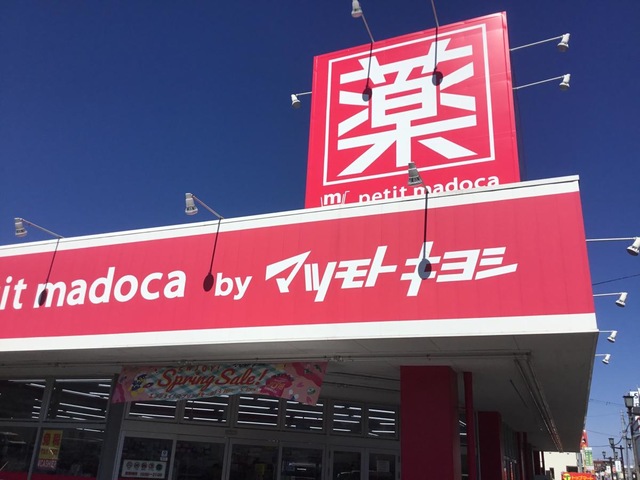 薬
petit madoca
it madoca by マツモトキヨシ
Spring Sale!